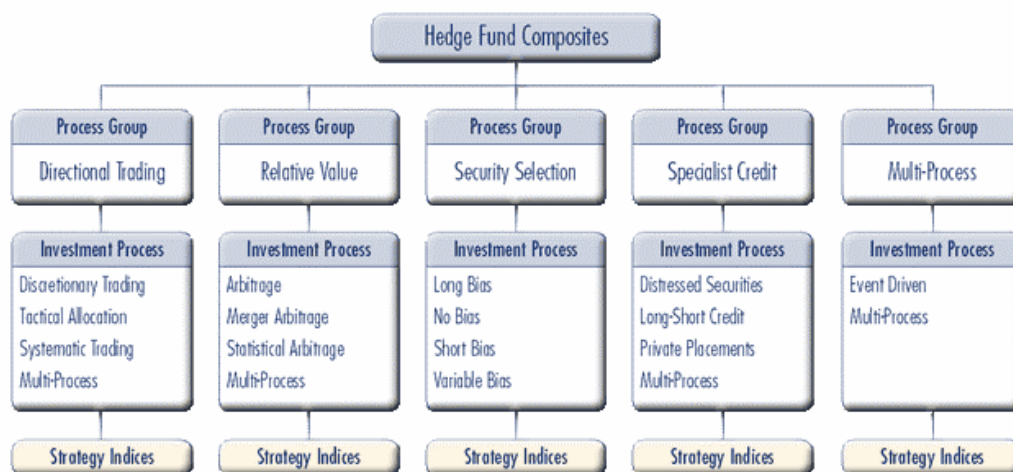 Hedge Fund Composites
Process Group
Directional Trading
Process Group
Relative Value
Process Group
Security Selection
Process Group
Specialist Credit
Process Group
Multi-Process
Investment Process
Discretionary Trading
Tactical Allocation
Systematic Trading
Multi-Process
Investment Process
Arbitrage
Merger Arbitrage
Statistical Arbitrage
Multi-Process
Investment Process
Long Bias
No Bias
Short Bias
Variable Bias
Investment Process
Distressed Securities
Long-Short Credit
Private Placements
Multi-Process
Investment Process
Event Driven
Multi-Process
Strategy Indices
Strategy Indices
Strategy Indices
Strategy Indices
Strategy Indices